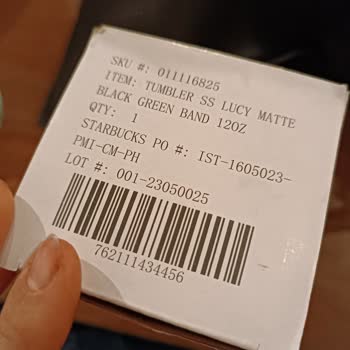 SKU #: 011116825
ITEM: TUMBLER SS LUCY MATTE
BLACK GREEN BAND 12OZ
QTY: 1
STARBUCKS PO #: IST-1605023-
PMI-CM-PH
LOT #: 001-23050025
762111434456